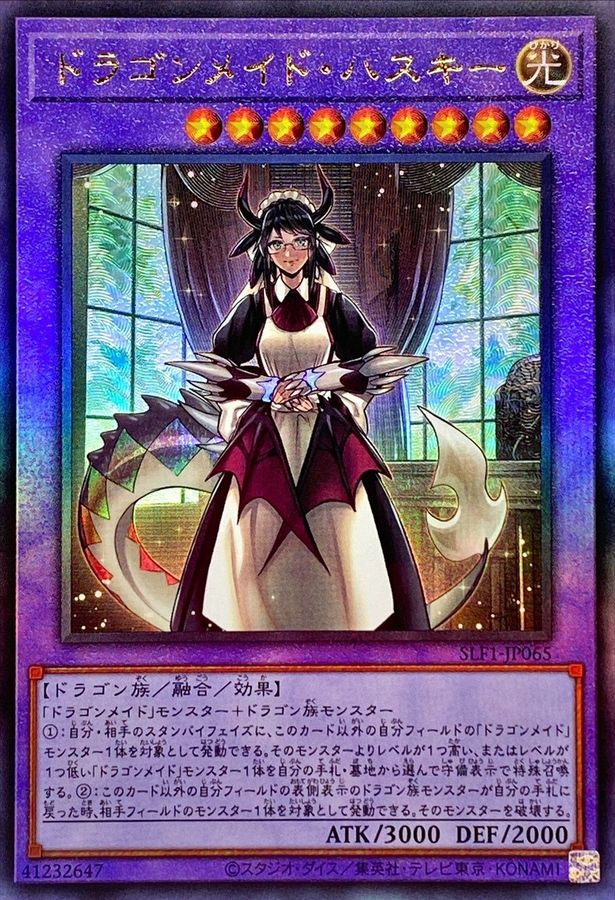 ドラゴンメイド・ハスキー
ひかり
光
SLF1-JP065
【ドラゴン族／融合／効果】
「ドラゴンメイド」モンスター＋ドラゴン族モンスター
①：自分・相手のスタンバイフェイズに、このカード以外の自分フィールドの「ドラゴンメイド」
モンスター1体を対象として発動できる。そのモンスターよりレベルが1つ高い、またはレベルが
1つ低い「ドラゴンメイド」モンスター1体を自分の手札・墓地から選んで守備表示で特殊召喚
する。②：このカード以外の自分フィールドの表側表示のドラゴン族モンスターが自分の手札に
戻った時、相手フィールドのモンスター1体を対象として発動できる。そのモンスターを破壊する。
ATK/3000 DEF/2000
41232647
©スタジオ・ダイス／集英社・テレビ東京・KONAMI